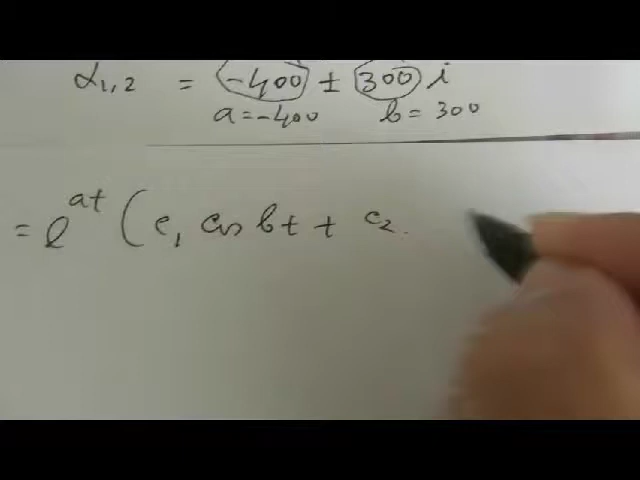 α1,2 = -400 ± 300 i
a = -400 b = 300
= e^at ( c1 cos bt + c2